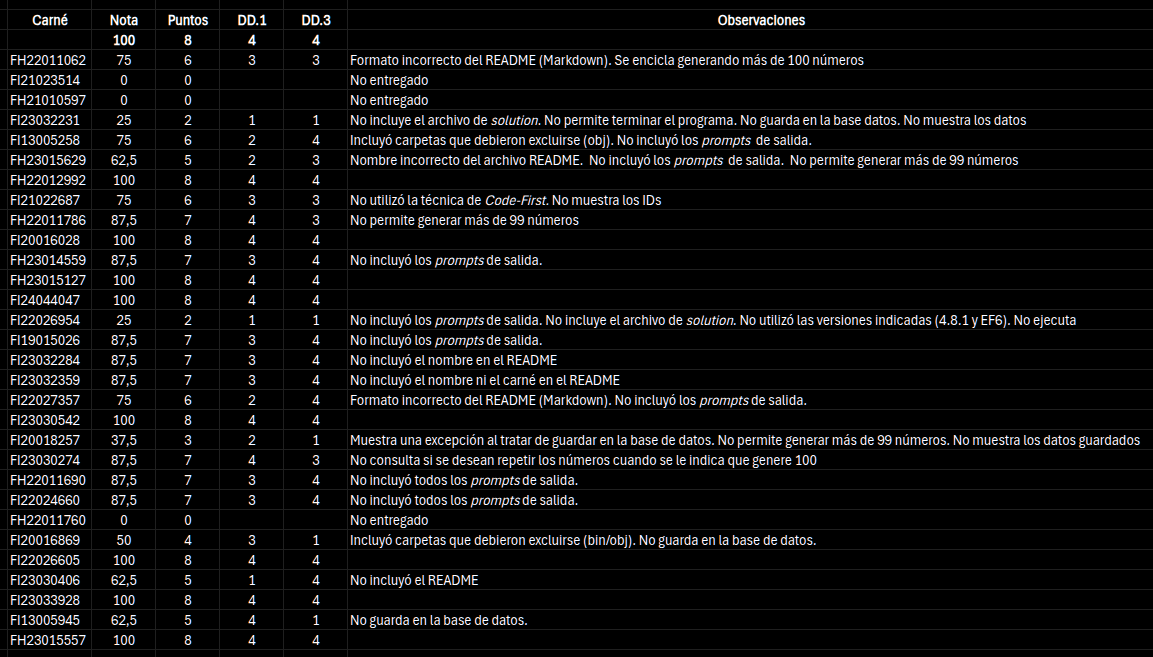 Carné Nota Puntos DD.1 DD.3 Observaciones
100 8 4 4
FH22011062 75 6 3 3 Formato incorrecto del README (Markdown). Se encicla generando más de 100 números
FI21023514 0 0 No entregado
FH21010597 0 0 No entregado
FI23032231 25 2 1 1 No incluye el archivo de solution. No permite terminar el programa. No guarda en la base datos. No muestra los datos
FI13005258 75 6 2 4 Incluyó carpetas que debieron excluirse (obj). No incluyó los prompts de salida.
FH23015629 62,5 5 2 3 Nombre incorrecto del archivo README. No incluyó los prompts de salida. No permite generar más de 99 números
FH22012992 100 8 4 4
FI21022687 75 6 3 3 No utilizó la técnica de Code-First. No muestra los IDs
FH22011786 87,5 7 4 3 No permite generar más de 99 números
FI20016028 100 8 4 4
FH23014559 87,5 7 3 4 No incluyó los prompts de salida.
FH23015127 100 8 4 4
FI24044047 100 8 4 4
FI22026954 25 2 1 1 No incluyó los prompts de salida. No incluye el archivo de solution. No utilizó las versiones indicadas (4.8.1 y EF6). No ejecuta
FI19015026 87,5 7 3 4 No incluyó los prompts de salida.
FI23032284 87,5 7 3 4 No incluyó el nombre en el README
FI23032359 87,5 7 3 4 No incluyó el nombre ni el carné en el README
FI22027357 75 6 2 4 Formato incorrecto del README (Markdown). No incluyó los prompts de salida.
FI23030542 100 8 4 4
FI20018257 37,5 3 2 1 Muestra una excepción al tratar de guardar en la base de datos. No permite generar más de 99 números. No muestra los datos guardados
FI23030274 87,5 7 4 3 No consulta si se desean repetir los números cuando se le indica que genere 100
FH22011690 87,5 7 3 4 No incluyó todos los prompts de salida.
FI22024660 87,5 7 3 4 No incluyó todos los prompts de salida.
FH22011760 0 0 No entregado
FI20016869 50 4 3 1 Incluyó carpetas que debieron excluirse (bin/obj). No guarda en la base de datos.
FI22026605 100 8 4 4
FI23030406 62,5 5 1 4 No incluyó el README
FI23033928 100 8 4 4
FI13005945 62,5 5 4 1 No guarda en la base de datos.
FH23015557 100 8 4 4